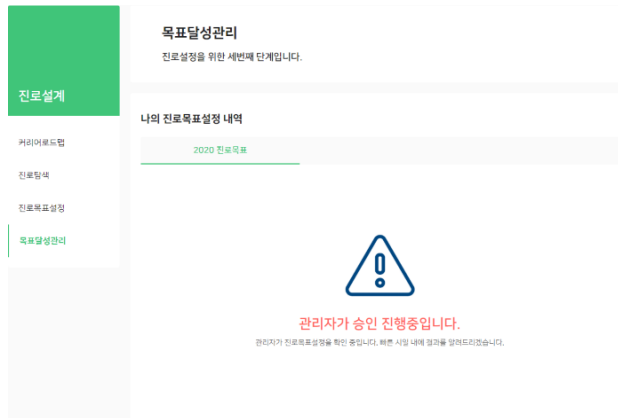 목표달성관리
진로설정을 위한 세번째 단계입니다.
진로설계
나의 진로목표설정 내역
커리어로드맵
2020 진로목표
진로탐색
진로목표설정
목표달성관리
관리자가 승인 진행중입니다.
관리자가 진로목표설정을 확인 중입니다. 빠른 시일 내에 결과를 알려드리겠습니다.